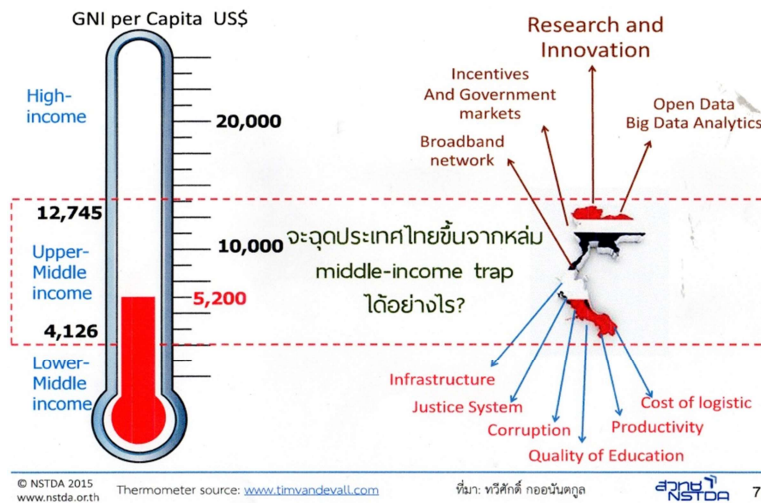 GNI per Capita US$
High-
income
20,000
12,745
10,000
Upper-
Middle
income
5,200
4,126
Lower-
Middle
income
Research and
Innovation
Incentives
And Government
markets
Open Data
Big Data Analytics
Broadband
network
จะฉุดประเทศไทยขึ้นจากหล่ม
middle-income trap
ได้อย่างไร?
Infrastructure
Justice System
Corruption
Quality of Education
Productivity
Cost of logistic
© NSTDA 2015
www.nstda.or.th
Thermometer source: www.timvandevall.com
ที่มา: ทวีศักดิ์ กออนันตกูล
สวทช
NSTDA
7